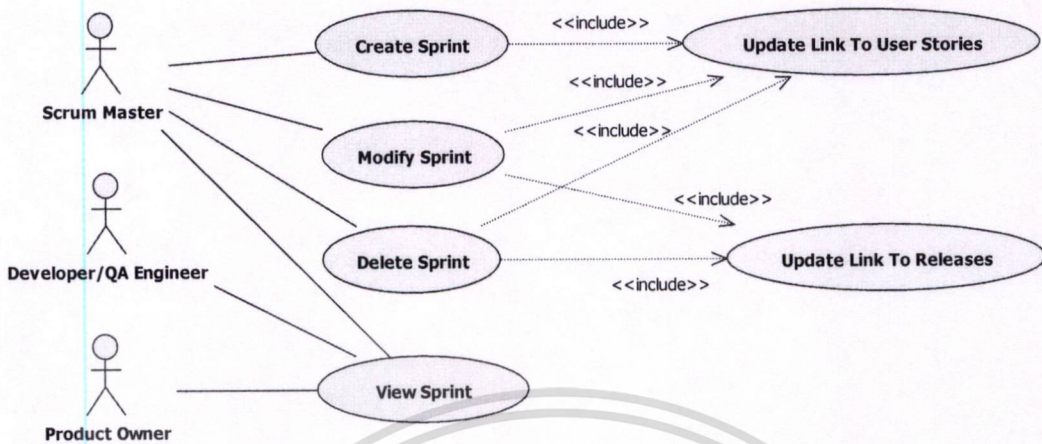 <<include>>
Create Sprint
Update Link To User Stories
<<include>>
Scrum Master
<<include>>
Modify Sprint
<<include>>
Delete Sprint
Update Link To Releases
Developer/QA Engineer
<<include>>
View Sprint
Product Owner